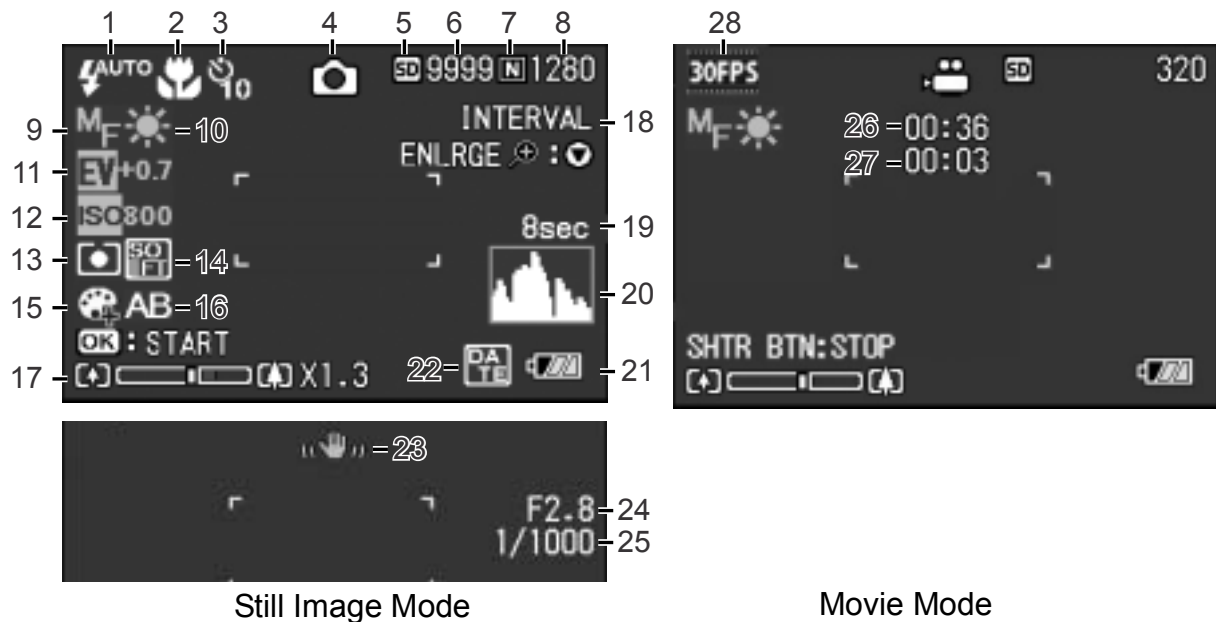 1 2 3 4 5 6 7 8
AUTO 10 SD 9999 N 1280
9 MF =10 INTERVAL 18
ENLRGE :
11 EV+0.7
12 ISO800
8sec 19
13 SOFT =14
20
15 AB=16
OK: START
17 X1.3 22= DATE 21
=23
F2.8 24
1/1000 25
Still Image Mode
28
30FPS SD 320
MF 26=00:36
27=00:03
SHTR BTN:STOP
Movie Mode